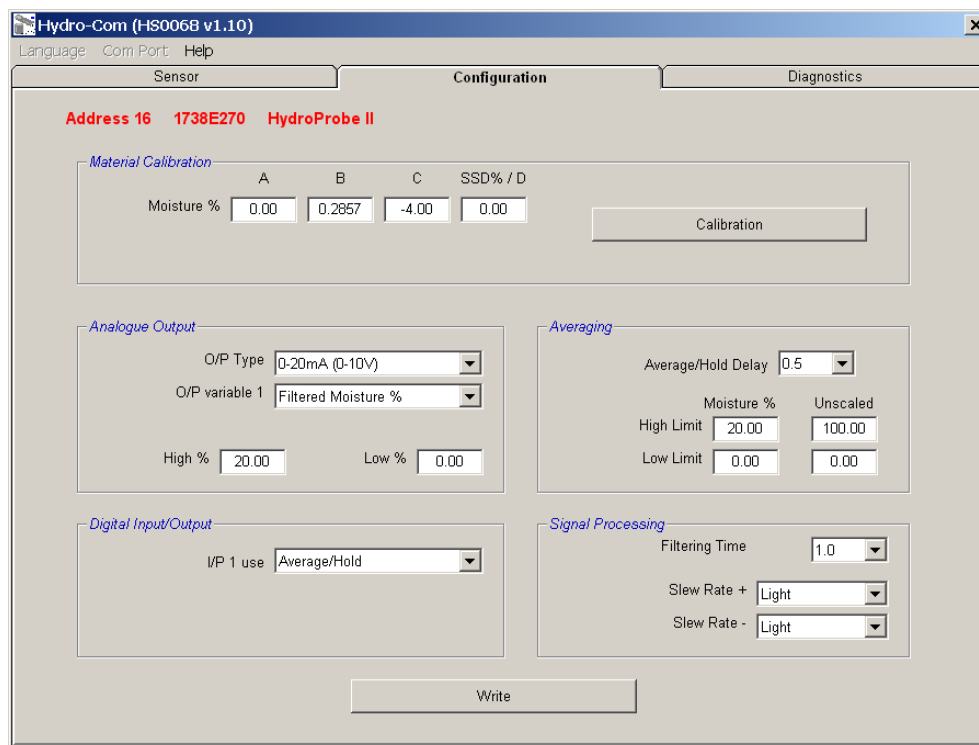 Hydro-Com (HS0068 v1.10)
Language Com Port Help
Sensor Configuration Diagnostics
Address 16 1738E270 HydroProbe II
Material Calibration
A B C SSD% / D
Moisture % 0.00 0.2857 -4.00 0.00
Calibration
Analogue Output
O/P Type 0-20mA (0-10V)
O/P variable 1 Filtered Moisture %
High % 20.00 Low % 0.00
Averaging
Average/Hold Delay 0.5
Moisture % Unscaled
High Limit 20.00 100.00
Low Limit 0.00 0.00
Digital Input/Output
I/P 1 use Average/Hold
Signal Processing
Filtering Time 1.0
Slew Rate + Light
Slew Rate - Light
Write